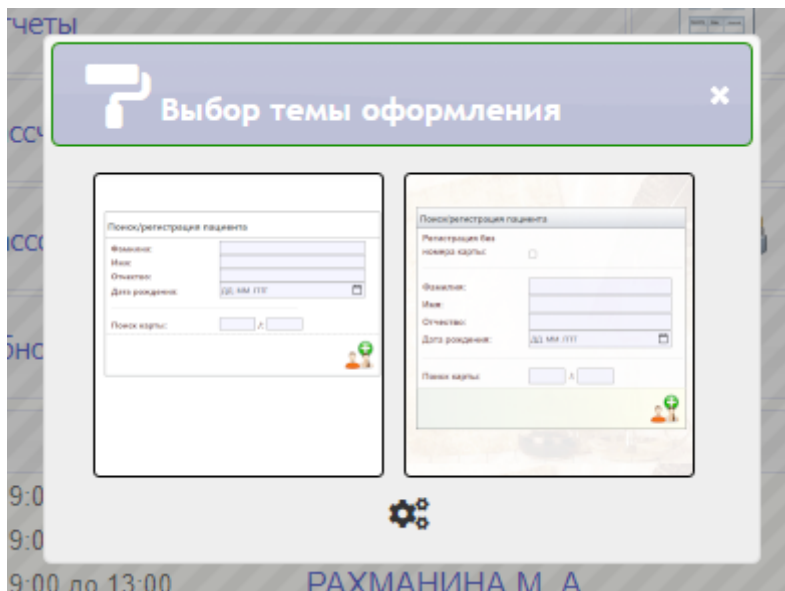 тчеты
Выбор темы оформления
Поиск/регистрация пациента
Фамилия:
Имя:
Отчество:
Дата рождения: ДД.ММ.ГГГГ
Поиск карты: /
Поиск/регистрация пациента
Регистрация без
номера карты:
Фамилия:
Имя:
Отчество:
Дата рождения: ДД.ММ.ГГГГ
Поиск карты: /
9:0
9:0
9:00 до 13:00 РАХМАНИНА М. А.